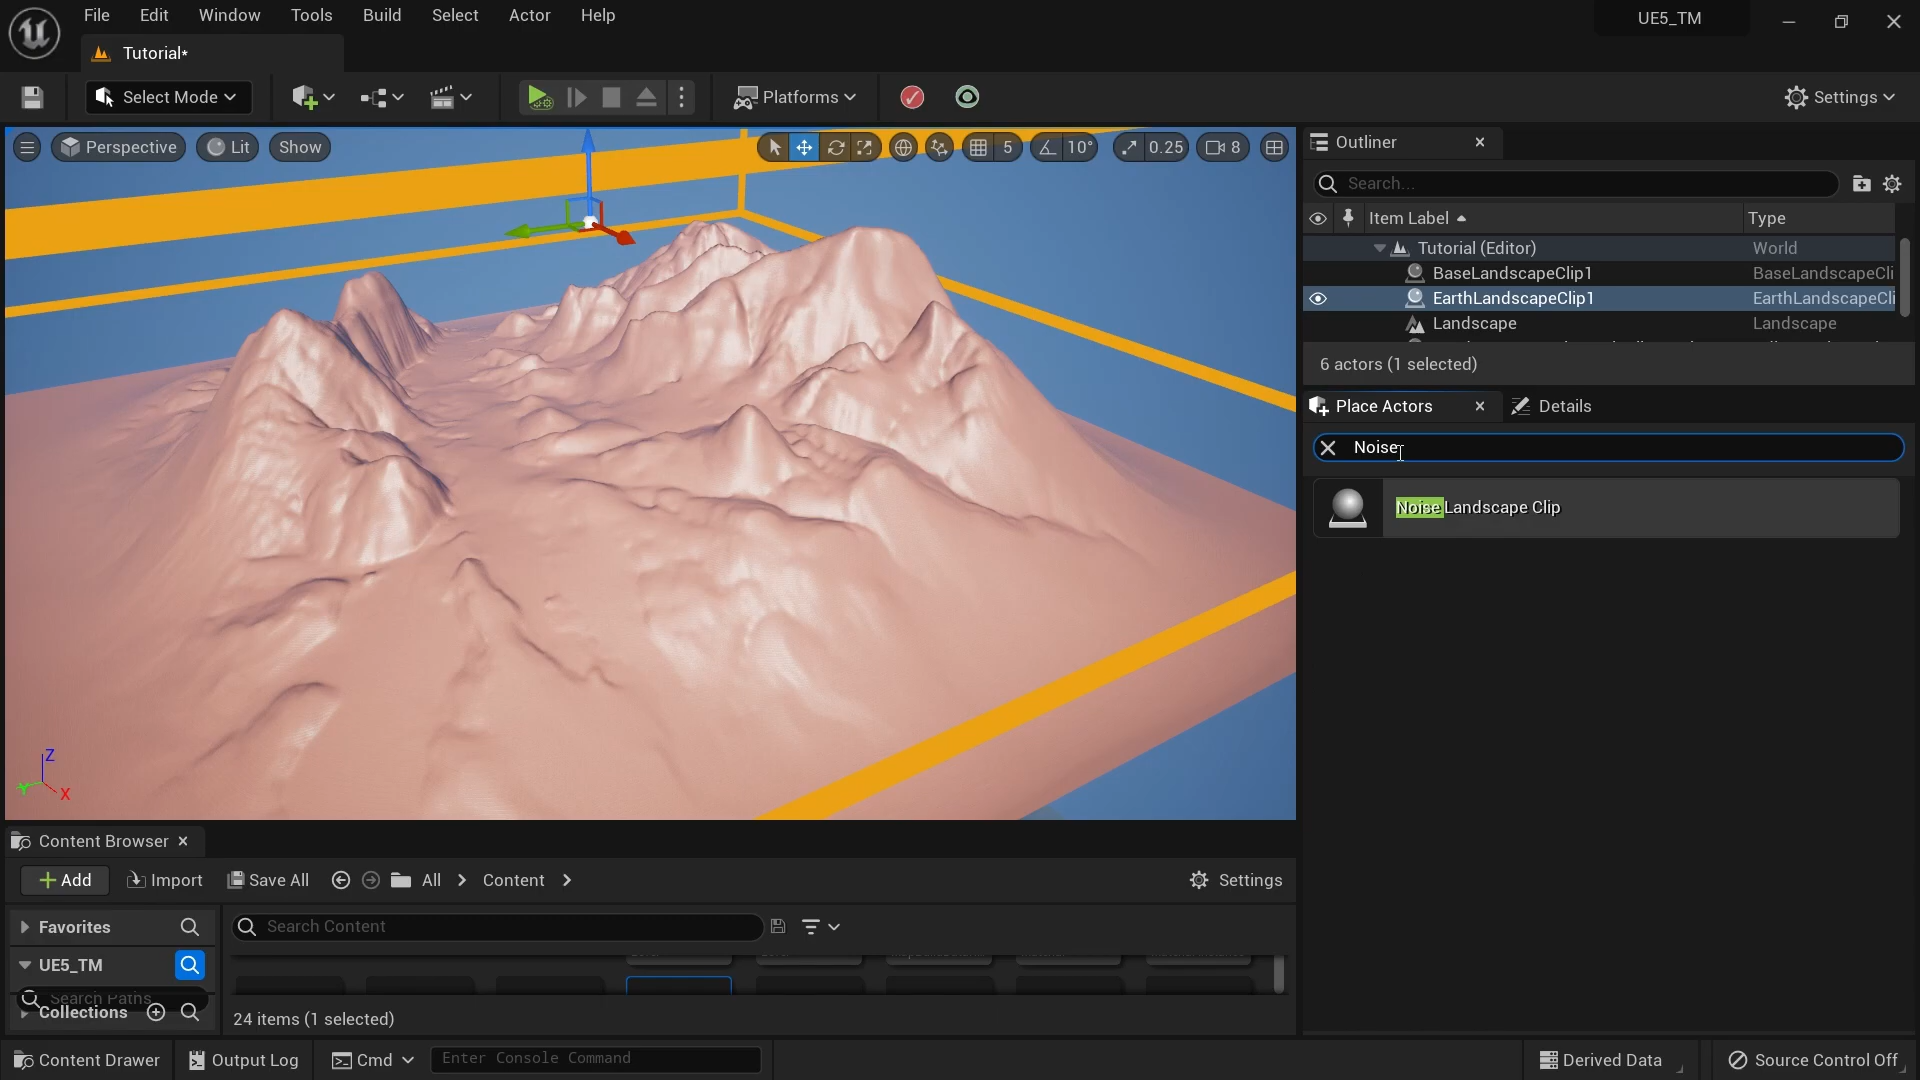 File Edit Window Tools Build Select Actor Help
UE5_TM
Tutorial*
Select Mode
Platforms
Settings
Perspective
Lit
Show
5
10°
0.25
8
Outliner
Search...
Item Label
Type
Tutorial (Editor)
World
BaseLandscapeClip1
BaseLandscapeCli
EarthLandscapeClip1
EarthLandscapeCli
Landscape
Landscape
6 actors (1 selected)
Place Actors
Details
Noise
Noise Landscape Clip
Z
Y
X
Content Browser
Add
Import
Save All
All
Content
Settings
Favorites
Search Content
UE5_TM
Search Paths
Collections
24 items (1 selected)
Content Drawer
Output Log
Cmd
Enter Console Command
Derived Data
Source Control Off